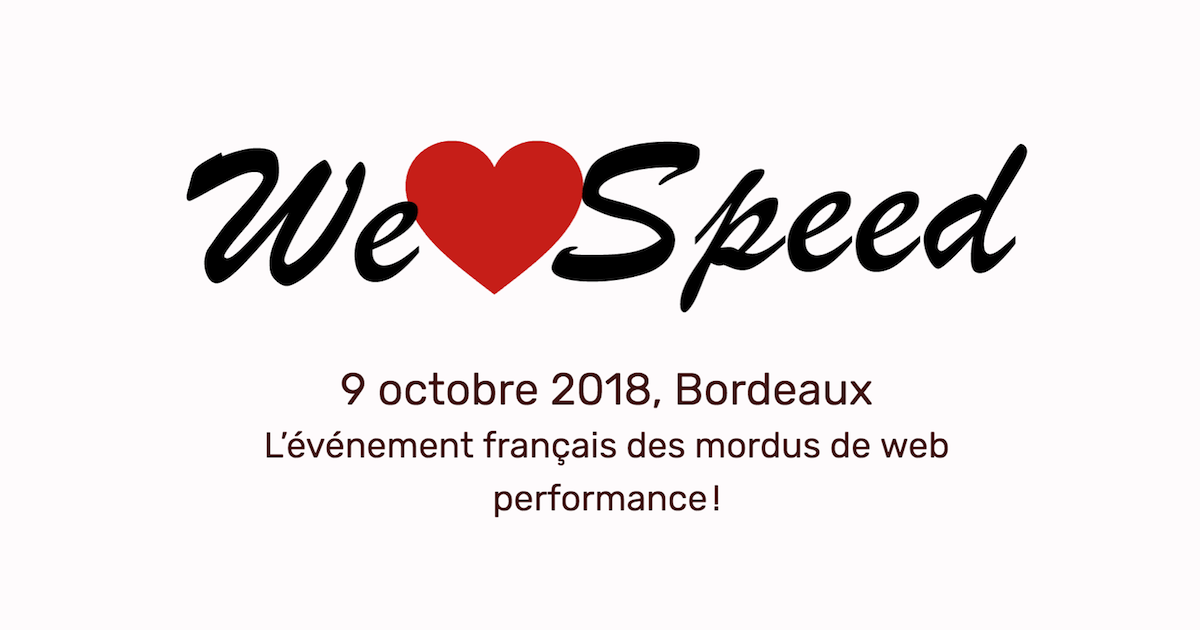 We Speed
9 octobre 2018, Bordeaux
L’événement français des mordus de web
performance !